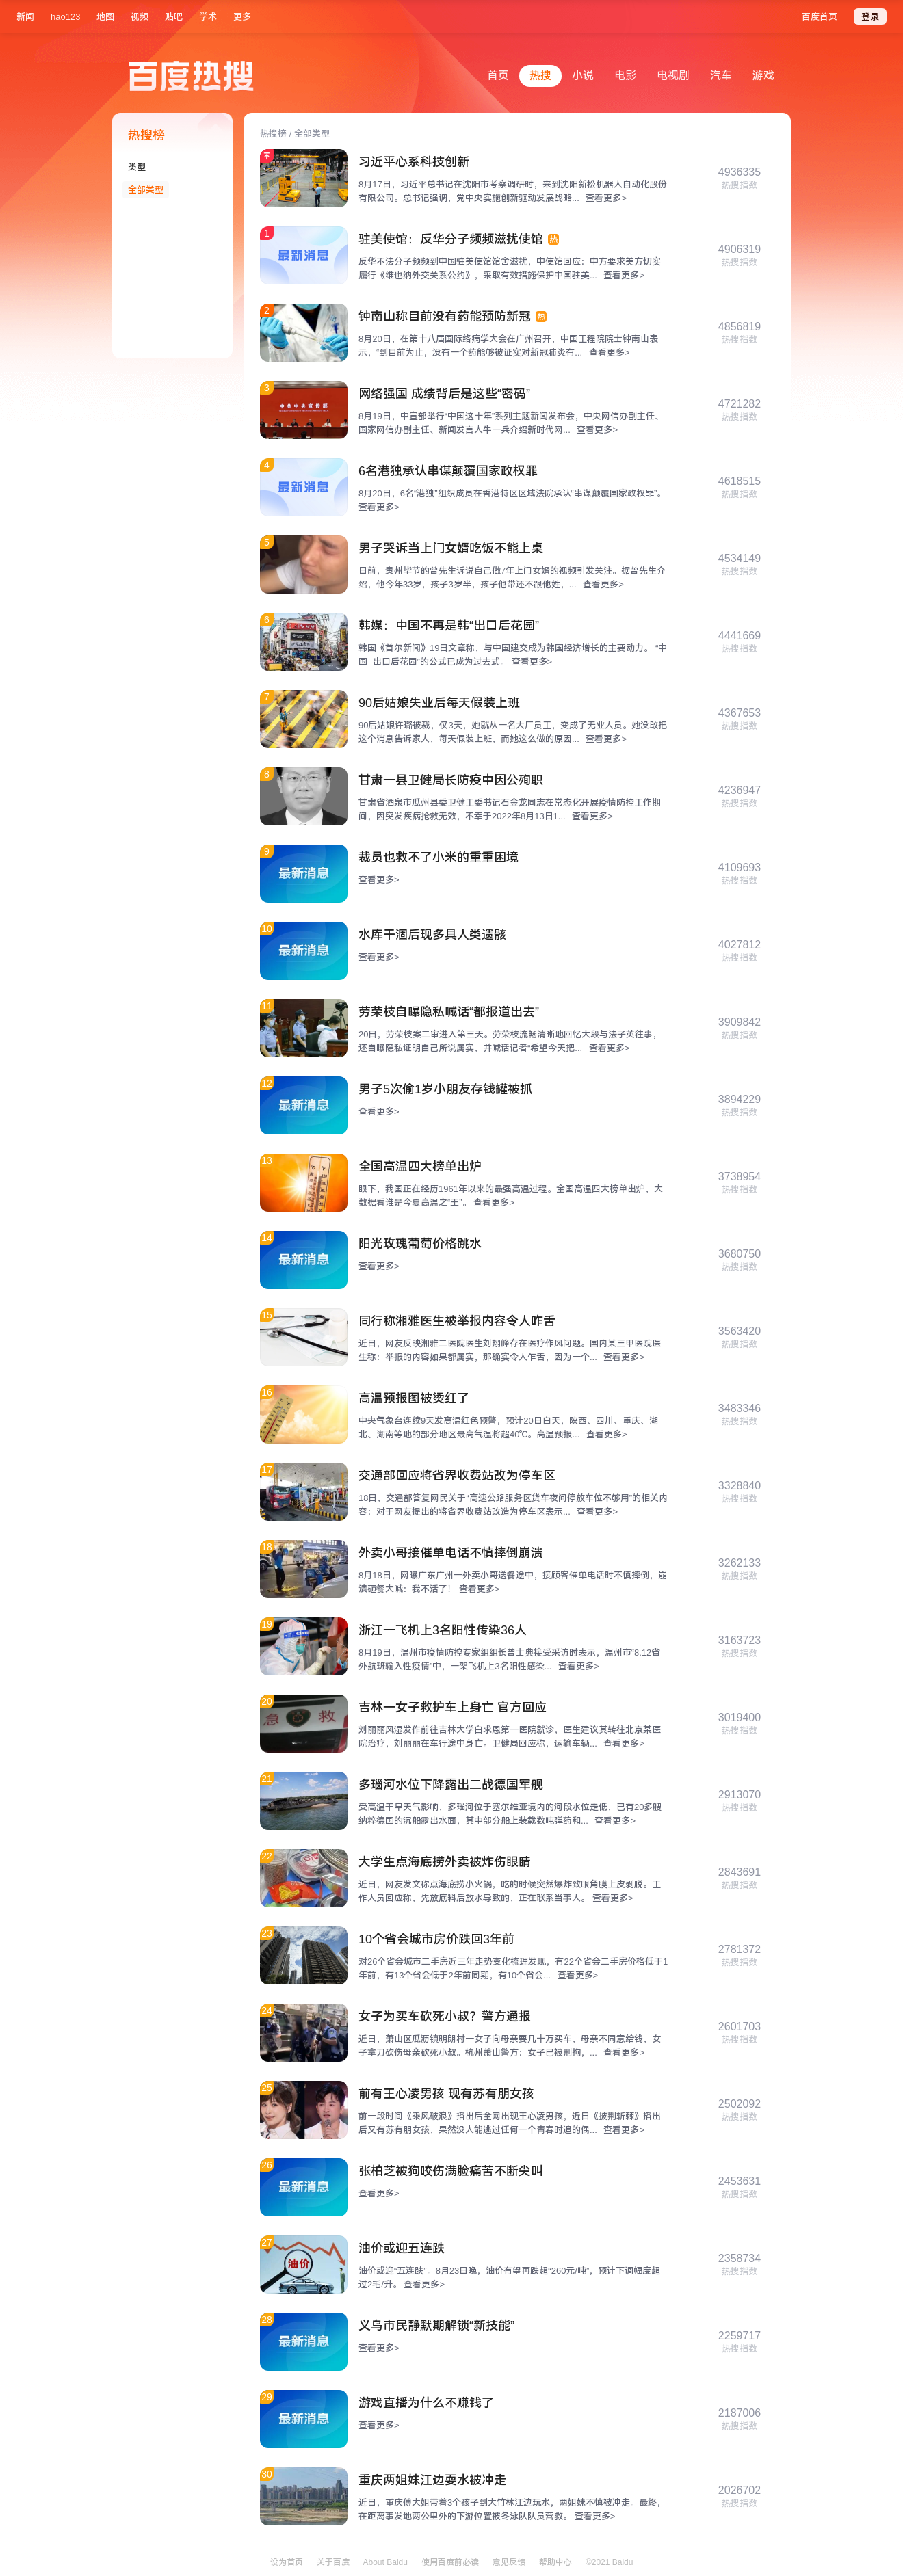 新闻 hao123 地图 视频 贴吧 学术 更多 百度首页 登录
百度热搜
首页 热搜 小说 电影 电视剧 汽车 游戏
热搜榜
类型
全部类型
热搜榜 / 全部类型
习近平心系科技创新
8月17日，习近平总书记在沈阳市考察调研时，来到沈阳新松机器人自动化股份
有限公司。总书记强调，党中央实施创新驱动发展战略... 查看更多>
4936335
热搜指数
1
最新消息
驻美使馆：反华分子频频滋扰使馆 热
反华不法分子频频到中国驻美使馆馆舍滋扰，中使馆回应：中方要求美方切实
履行《维也纳外交关系公约》，采取有效措施保护中国驻美... 查看更多>
4906319
热搜指数
2
钟南山称目前没有药能预防新冠 热
8月20日，在第十八届国际络病学大会在广州召开，中国工程院院士钟南山表
示，“到目前为止，没有一个药能够被证实对新冠肺炎有... 查看更多>
4856819
热搜指数
3
中共中央宣传部
网络强国 成绩背后是这些“密码”
8月19日，中宣部举行“中国这十年”系列主题新闻发布会，中央网信办副主任、
国家网信办副主任、新闻发言人牛一兵介绍新时代网... 查看更多>
4721282
热搜指数
4
最新消息
6名港独承认串谋颠覆国家政权罪
8月20日，6名“港独”组织成员在香港特区区域法院承认“串谋颠覆国家政权罪”。
查看更多>
4618515
热搜指数
5
男子哭诉当上门女婿吃饭不能上桌
日前，贵州毕节的曾先生诉说自己做7年上门女婿的视频引发关注。据曾先生介
绍，他今年33岁，孩子3岁半，孩子他带还不跟他姓，... 查看更多>
4534149
热搜指数
6
韩媒：中国不再是韩“出口后花园”
韩国《首尔新闻》19日文章称，与中国建交成为韩国经济增长的主要动力。“中
国=出口后花园”的公式已成为过去式。 查看更多>
4441669
热搜指数
7
90后姑娘失业后每天假装上班
90后姑娘许璐被裁，仅3天，她就从一名大厂员工，变成了无业人员。她没敢把
这个消息告诉家人，每天假装上班，而她这么做的原因... 查看更多>
4367653
热搜指数
8
甘肃一县卫健局长防疫中因公殉职
甘肃省酒泉市瓜州县委卫健工委书记石金龙同志在常态化开展疫情防控工作期
间，因突发疾病抢救无效，不幸于2022年8月13日1... 查看更多>
4236947
热搜指数
9
最新消息
裁员也救不了小米的重重困境
查看更多>
4109693
热搜指数
10
最新消息
水库干涸后现多具人类遗骸
查看更多>
4027812
热搜指数
11
劳荣枝自曝隐私喊话“都报道出去”
20日，劳荣枝案二审进入第三天。劳荣枝流畅清晰地回忆大段与法子英往事，
还自曝隐私证明自己所说属实，并喊话记者“希望今天把... 查看更多>
3909842
热搜指数
12
最新消息
男子5次偷1岁小朋友存钱罐被抓
查看更多>
3894229
热搜指数
13
全国高温四大榜单出炉
眼下，我国正在经历1961年以来的最强高温过程。全国高温四大榜单出炉，大
数据看谁是今夏高温之“王”。 查看更多>
3738954
热搜指数
14
最新消息
阳光玫瑰葡萄价格跳水
查看更多>
3680750
热搜指数
15
同行称湘雅医生被举报内容令人咋舌
近日，网友反映湘雅二医院医生刘翔峰存在医疗作风问题。国内某三甲医院医
生称：举报的内容如果都属实，那确实令人乍舌，因为一个... 查看更多>
3563420
热搜指数
16
高温预报图被烫红了
中央气象台连续9天发高温红色预警，预计20日白天，陕西、四川、重庆、湖
北、湖南等地的部分地区最高气温将超40℃。高温预报... 查看更多>
3483346
热搜指数
17
交通部回应将省界收费站改为停车区
18日，交通部答复网民关于“高速公路服务区货车夜间停放车位不够用”的相关内
容：对于网友提出的将省界收费站改造为停车区表示... 查看更多>
3328840
热搜指数
18
外卖小哥接催单电话不慎摔倒崩溃
8月18日，网曝广东广州一外卖小哥送餐途中，接顾客催单电话时不慎摔倒，崩
溃砸餐大喊：我不活了！ 查看更多>
3262133
热搜指数
19
浙江一飞机上3名阳性传染36人
8月19日，温州市疫情防控专家组组长曾士典接受采访时表示，温州市“8.12省
外航班输入性疫情”中，一架飞机上3名阳性感染... 查看更多>
3163723
热搜指数
20
急 救
吉林一女子救护车上身亡 官方回应
刘丽丽风湿发作前往吉林大学白求恩第一医院就诊，医生建议其转往北京某医
院治疗，刘丽丽在车行途中身亡。卫健局回应称，运输车辆... 查看更多>
3019400
热搜指数
21
多瑙河水位下降露出二战德国军舰
受高温干旱天气影响，多瑙河位于塞尔维亚境内的河段水位走低，已有20多艘
纳粹德国的沉船露出水面，其中部分船上装载数吨弹药和... 查看更多>
2913070
热搜指数
22
大学生点海底捞外卖被炸伤眼睛
近日，网友发文称点海底捞小火锅，吃的时候突然爆炸致眼角膜上皮剥脱。工
作人员回应称，先放底料后放水导致的，正在联系当事人。 查看更多>
2843691
热搜指数
23
10个省会城市房价跌回3年前
对26个省会城市二手房近三年走势变化梳理发现，有22个省会二手房价格低于1
年前，有13个省会低于2年前同期，有10个省会... 查看更多>
2781372
热搜指数
24
女子为买车砍死小叔？警方通报
近日，萧山区瓜沥镇明朗村一女子向母亲要几十万买车，母亲不同意给钱，女
子拿刀砍伤母亲砍死小叔。杭州萧山警方：女子已被刑拘，... 查看更多>
2601703
热搜指数
25
前有王心凌男孩 现有苏有朋女孩
前一段时间《乘风破浪》播出后全网出现王心凌男孩，近日《披荆斩棘》播出
后又有苏有朋女孩，果然没人能逃过任何一个青春时追的偶... 查看更多>
2502092
热搜指数
26
最新消息
张柏芝被狗咬伤满脸痛苦不断尖叫
查看更多>
2453631
热搜指数
27
油价
油价或迎五连跌
油价或迎“五连跌”。8月23日晚，油价有望再跌超“260元/吨”，预计下调幅度超
过2毛/升。 查看更多>
2358734
热搜指数
28
最新消息
义乌市民静默期解锁“新技能”
查看更多>
2259717
热搜指数
29
最新消息
游戏直播为什么不赚钱了
查看更多>
2187006
热搜指数
30
重庆两姐妹江边耍水被冲走
近日，重庆傅大姐带着3个孩子到大竹林江边玩水，两姐妹不慎被冲走。最终，
在距离事发地两公里外的下游位置被冬泳队队员营救。 查看更多>
2026702
热搜指数
设为首页 关于百度 About Baidu 使用百度前必读 意见反馈 帮助中心 ©2021 Baidu